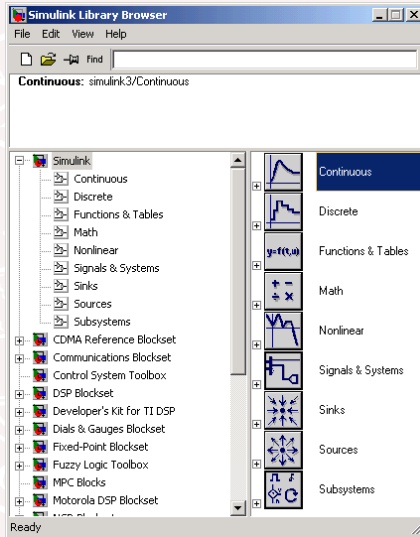 Simulink Library Browser
File Edit View Help
Find
Continuous: simulink3/Continuous
Simulink
Continuous
Discrete
Functions & Tables
Math
Nonlinear
Signals & Systems
Sinks
Sources
Subsystems
CDMA Reference Blockset
Communications Blockset
Control System Toolbox
DSP Blockset
Developer's Kit for TI DSP
Dials & Gauges Blockset
Fixed-Point Blockset
Fuzzy Logic Toolbox
MPC Blocks
Motorola DSP Blockset
Continuous
Discrete
y=f(t,u)
Functions & Tables
+ −
÷ ×
Math
Nonlinear
Signals & Systems
Sinks
Sources
Subsystems
Ready